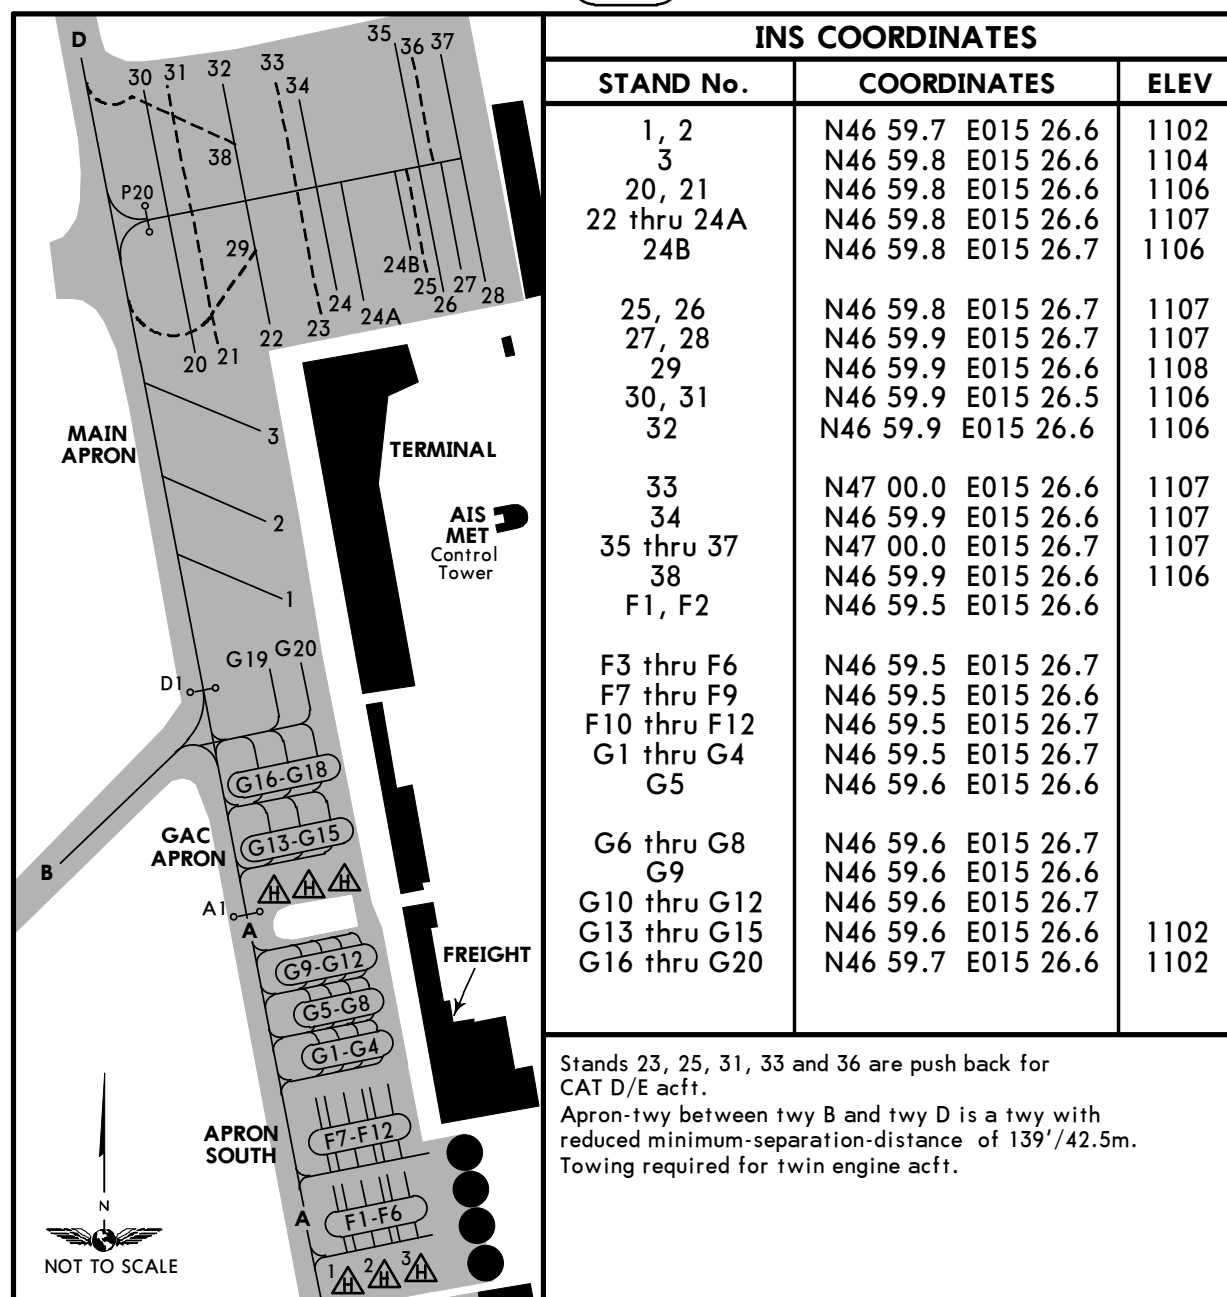 D
30
31
32
33
34
35
36
37
38
P20
29
24B
25
27
26
28
24
24A
23
22
21
20
MAIN
APRON
3
2
1
TERMINAL
AIS
MET
Control
Tower
G19
G20
D1
G16-G18
GAC
APRON
G13-G15
B
H
H
H
A1
A
G9-G12
FREIGHT
G5-G8
G1-G4
APRON
SOUTH
F7-F12
A
F1-F6
N
NOT TO SCALE
1
H
2
H
3
H
INS COORDINATES
STAND No. COORDINATES ELEV
1, 2 N46 59.7 E015 26.6 1102
3 N46 59.8 E015 26.6 1104
20, 21 N46 59.8 E015 26.6 1106
22 thru 24A N46 59.8 E015 26.6 1107
24B N46 59.8 E015 26.7 1106
25, 26 N46 59.8 E015 26.7 1107
27, 28 N46 59.9 E015 26.7 1107
29 N46 59.9 E015 26.6 1108
30, 31 N46 59.9 E015 26.5 1106
32 N46 59.9 E015 26.6 1106
33 N47 00.0 E015 26.6 1107
34 N46 59.9 E015 26.6 1107
35 thru 37 N47 00.0 E015 26.7 1107
38 N46 59.9 E015 26.6 1106
F1, F2 N46 59.5 E015 26.6
F3 thru F6 N46 59.5 E015 26.7
F7 thru F9 N46 59.5 E015 26.6
F10 thru F12 N46 59.5 E015 26.7
G1 thru G4 N46 59.5 E015 26.7
G5 N46 59.6 E015 26.6
G6 thru G8 N46 59.6 E015 26.7
G9 N46 59.6 E015 26.6
G10 thru G12 N46 59.6 E015 26.7
G13 thru G15 N46 59.6 E015 26.6 1102
G16 thru G20 N46 59.7 E015 26.6 1102
Stands 23, 25, 31, 33 and 36 are push back for
CAT D/E acft.
Apron-twy between twy B and twy D is a twy with
reduced minimum-separation-distance of 139'/42.5m.
Towing required for twin engine acft.